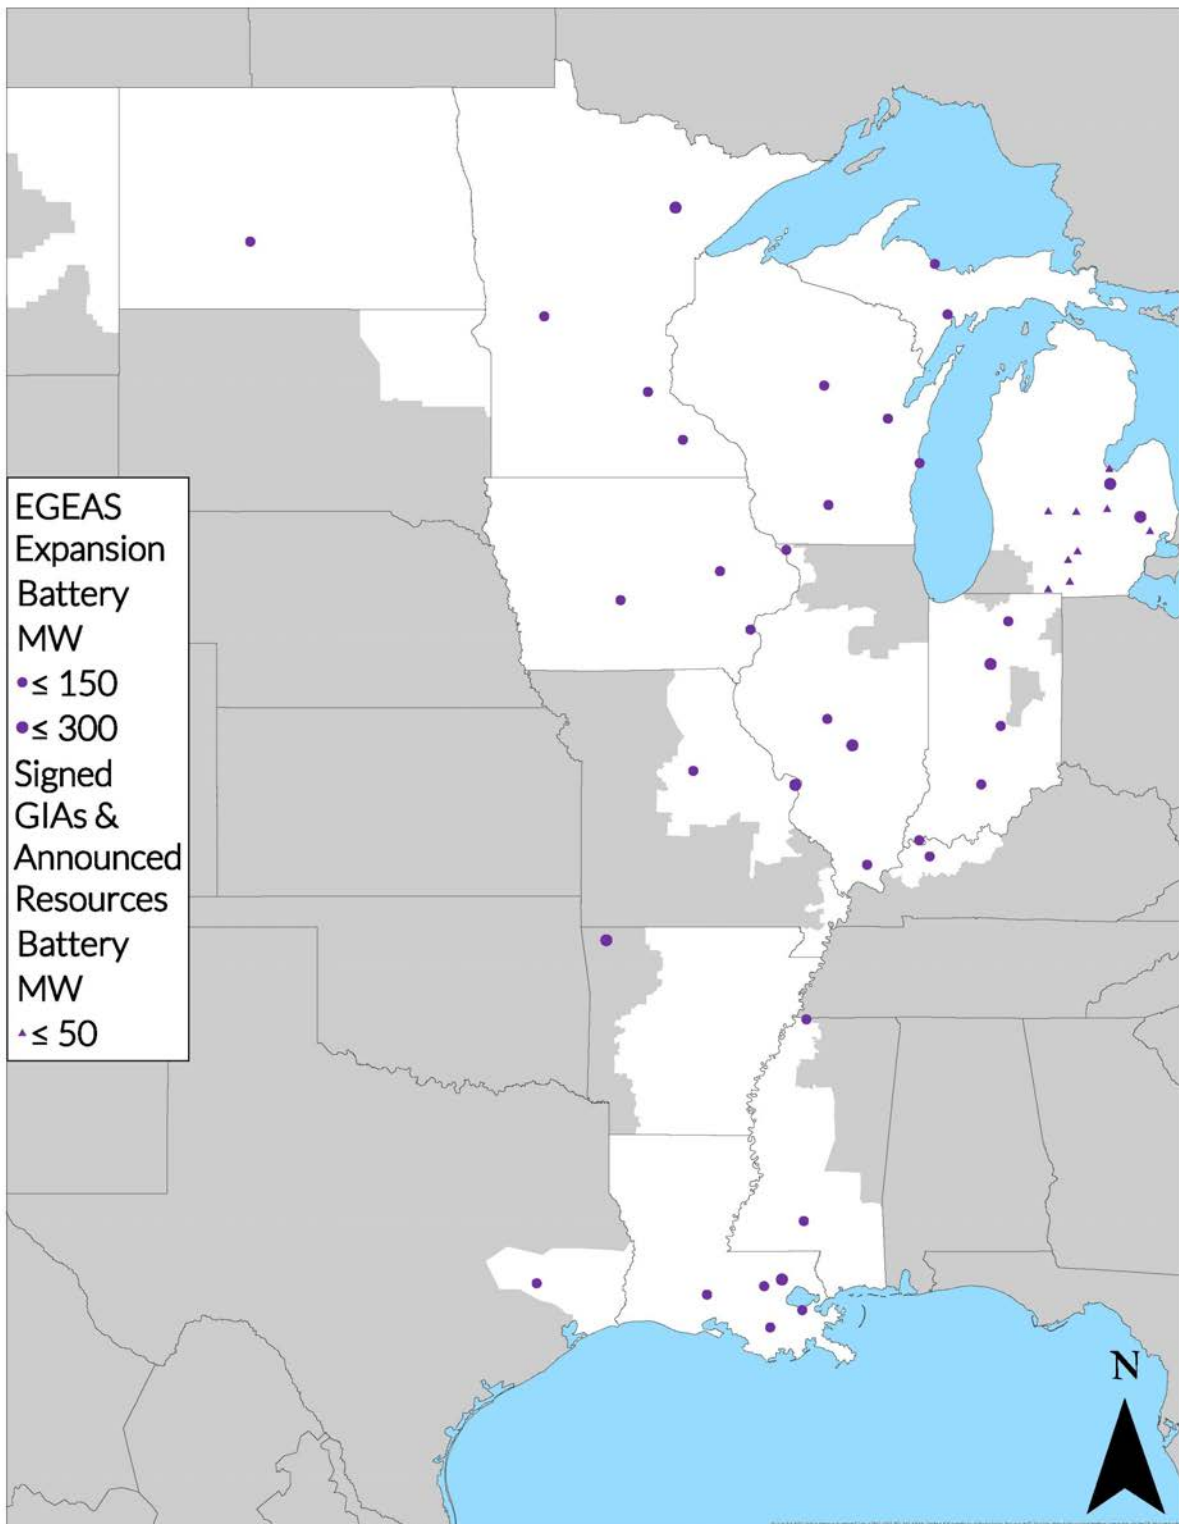 EGEAS
Expansion
Battery
MW
≤ 150
≤ 300
Signed
GIAs &
Announced
Resources
Battery
MW
≤ 50
N